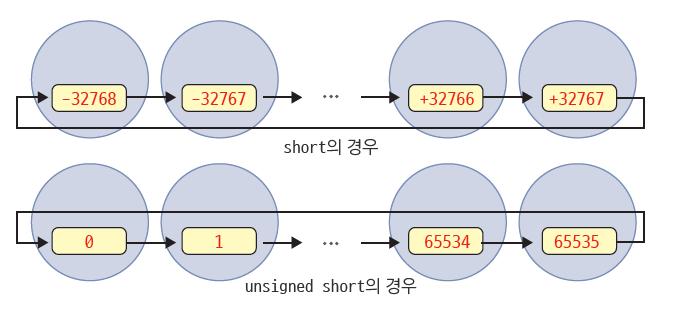 -32768 -32767 ... +32766 +32767
short의 경우
0 1 ... 65534 65535
unsigned short의 경우